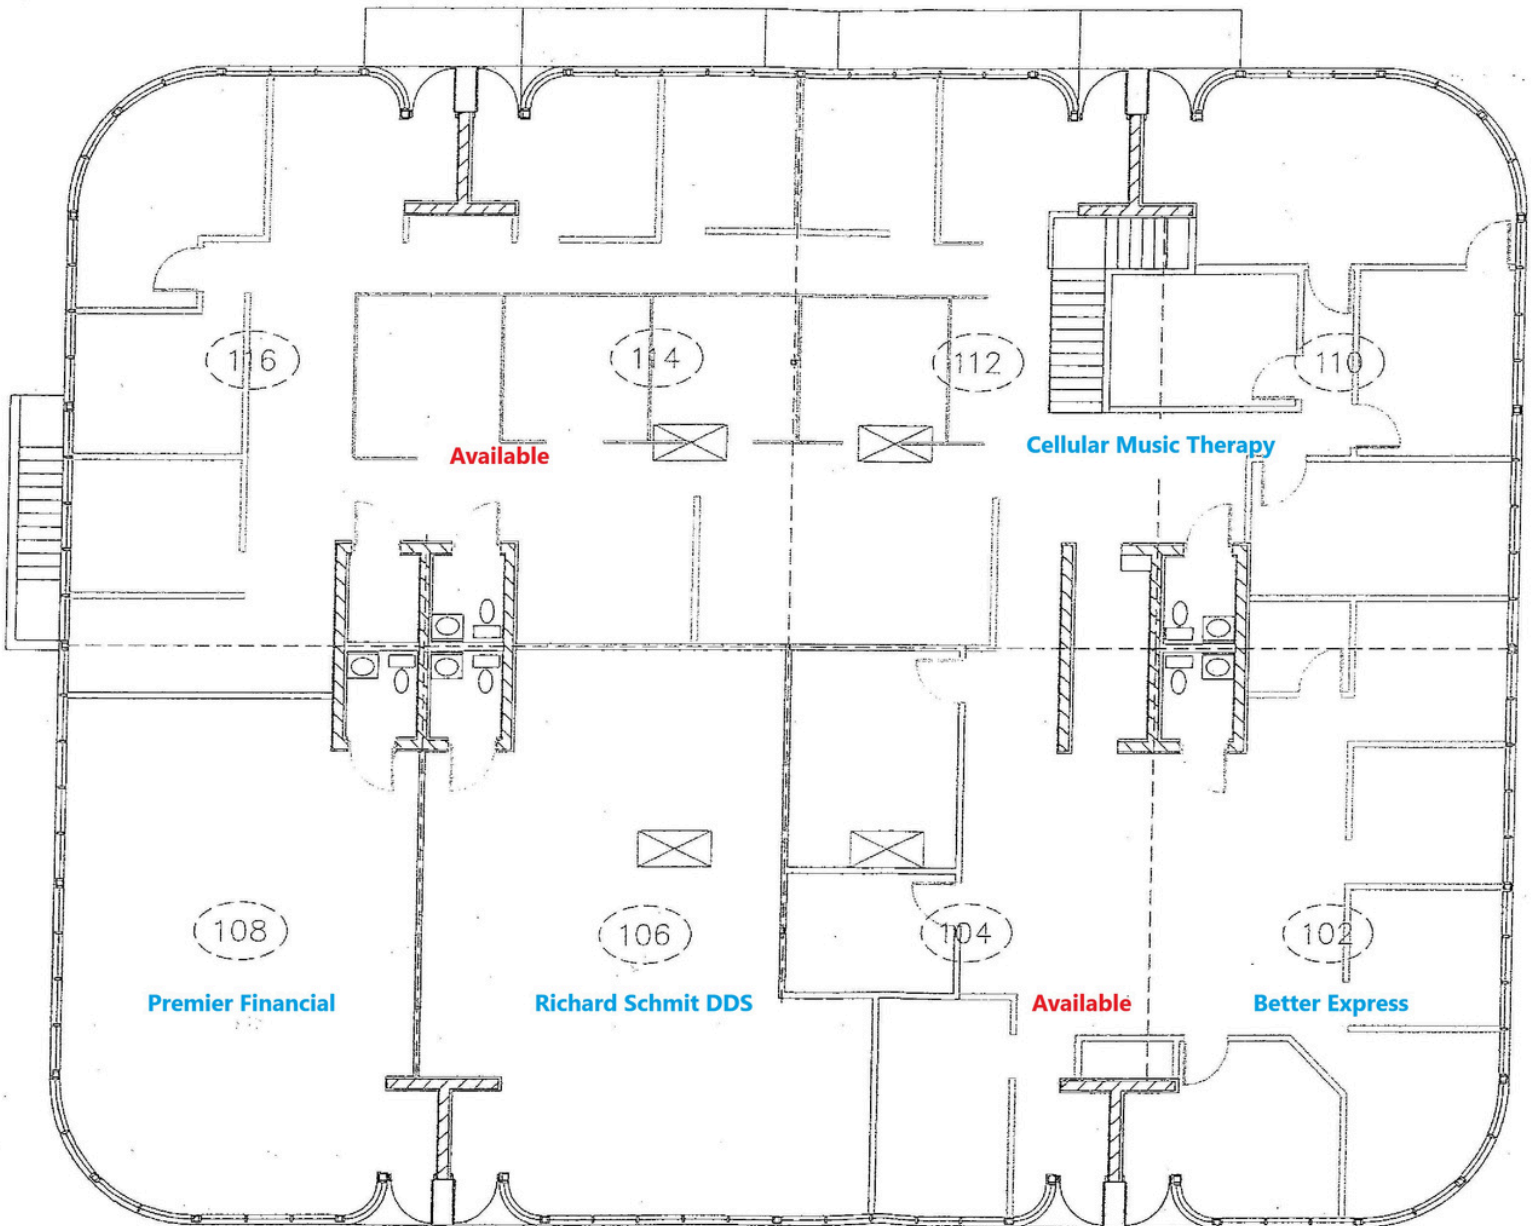 116
114
112
110
Available
Cellular Music Therapy
108
106
104
102
Premier Financial
Richard Schmit DDS
Available
Better Express